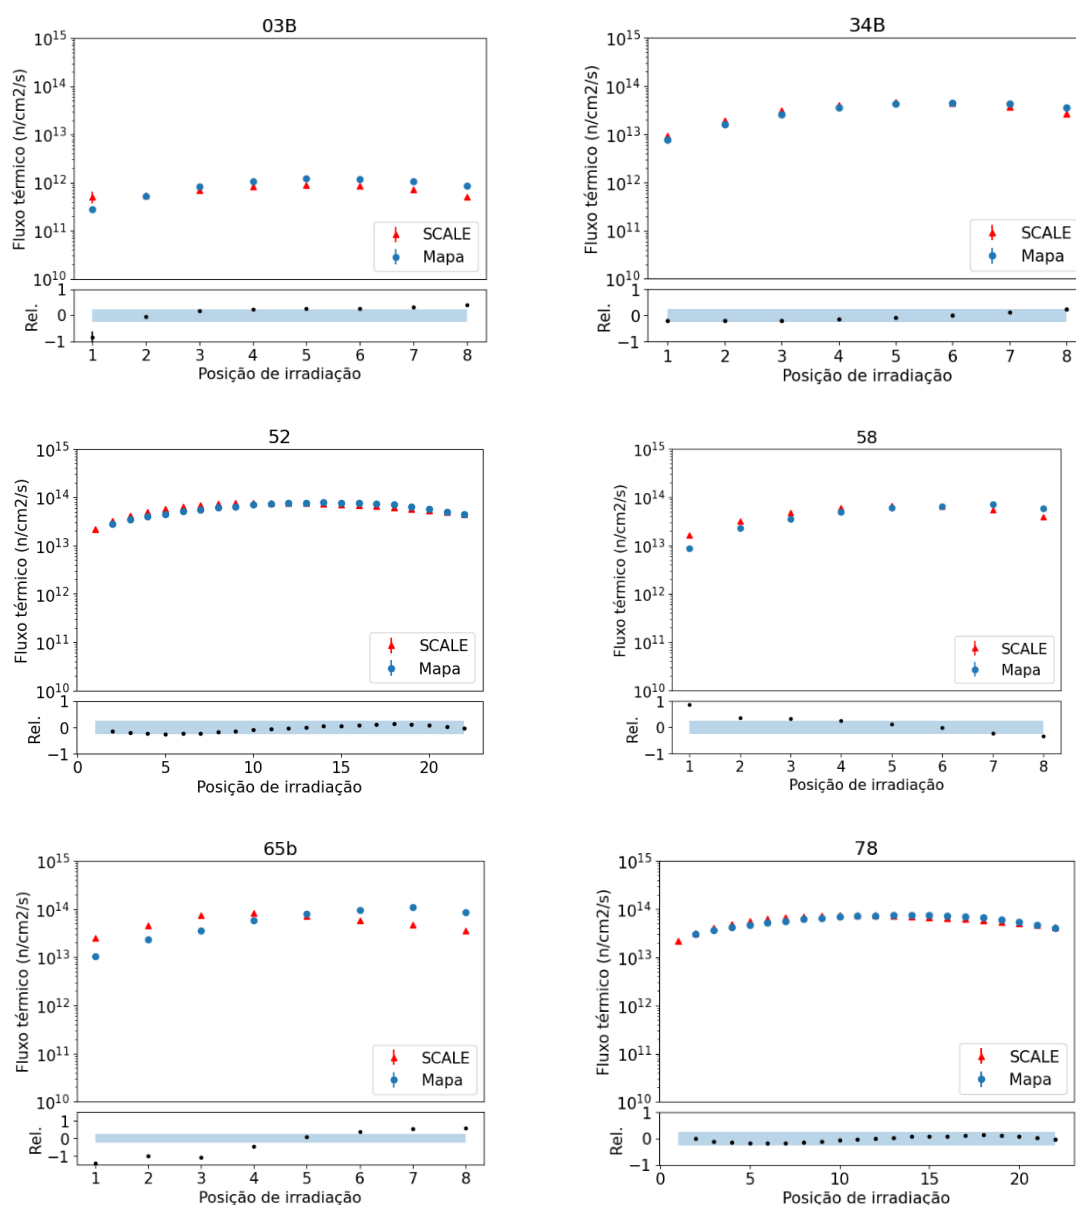 03B
Fluxo térmico (n/cm2/s)
10^15
10^14
10^13
10^12
10^11
10^10
SCALE
Mapa
Rel.
1
0
−1
1 2 3 4 5 6 7 8
Posição de irradiação
34B
Fluxo térmico (n/cm2/s)
10^15
10^14
10^13
10^12
10^11
10^10
SCALE
Mapa
Rel.
1
0
−1
1 2 3 4 5 6 7 8
Posição de irradiação
52
Fluxo térmico (n/cm2/s)
10^15
10^14
10^13
10^12
10^11
10^10
SCALE
Mapa
Rel.
1
0
−1
0 5 10 15 20
Posição de irradiação
58
Fluxo térmico (n/cm2/s)
10^15
10^14
10^13
10^12
10^11
10^10
SCALE
Mapa
Rel.
1
0
−1
1 2 3 4 5 6 7 8
Posição de irradiação
65b
Fluxo térmico (n/cm2/s)
10^15
10^14
10^13
10^12
10^11
10^10
SCALE
Mapa
Rel.
1
0
−1
1 2 3 4 5 6 7 8
Posição de irradiação
78
Fluxo térmico (n/cm2/s)
10^15
10^14
10^13
10^12
10^11
10^10
SCALE
Mapa
Rel.
1
0
−1
0 5 10 15 20
Posição de irradiação